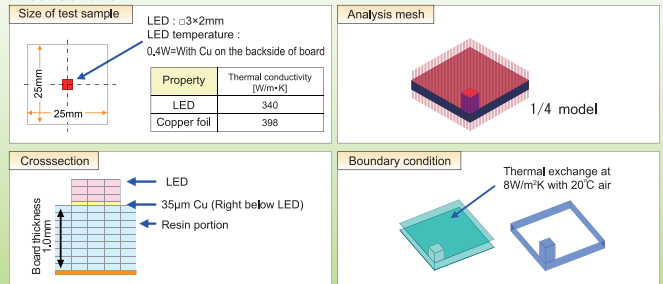 Size of test sample
LED : □3×2mm
LED temperature :
0.4W=With Cu on the backside of board
25mm
25mm
Property
Thermal conductivity
[W/m•K]
LED
340
Copper foil
398
Analysis mesh
1/4 model
Crosssection
LED
35μm Cu (Right below LED)
Resin portion
Board thickness
1.0mm
Boundary condition
Thermal exchange at
8W/m²K with 20℃ air